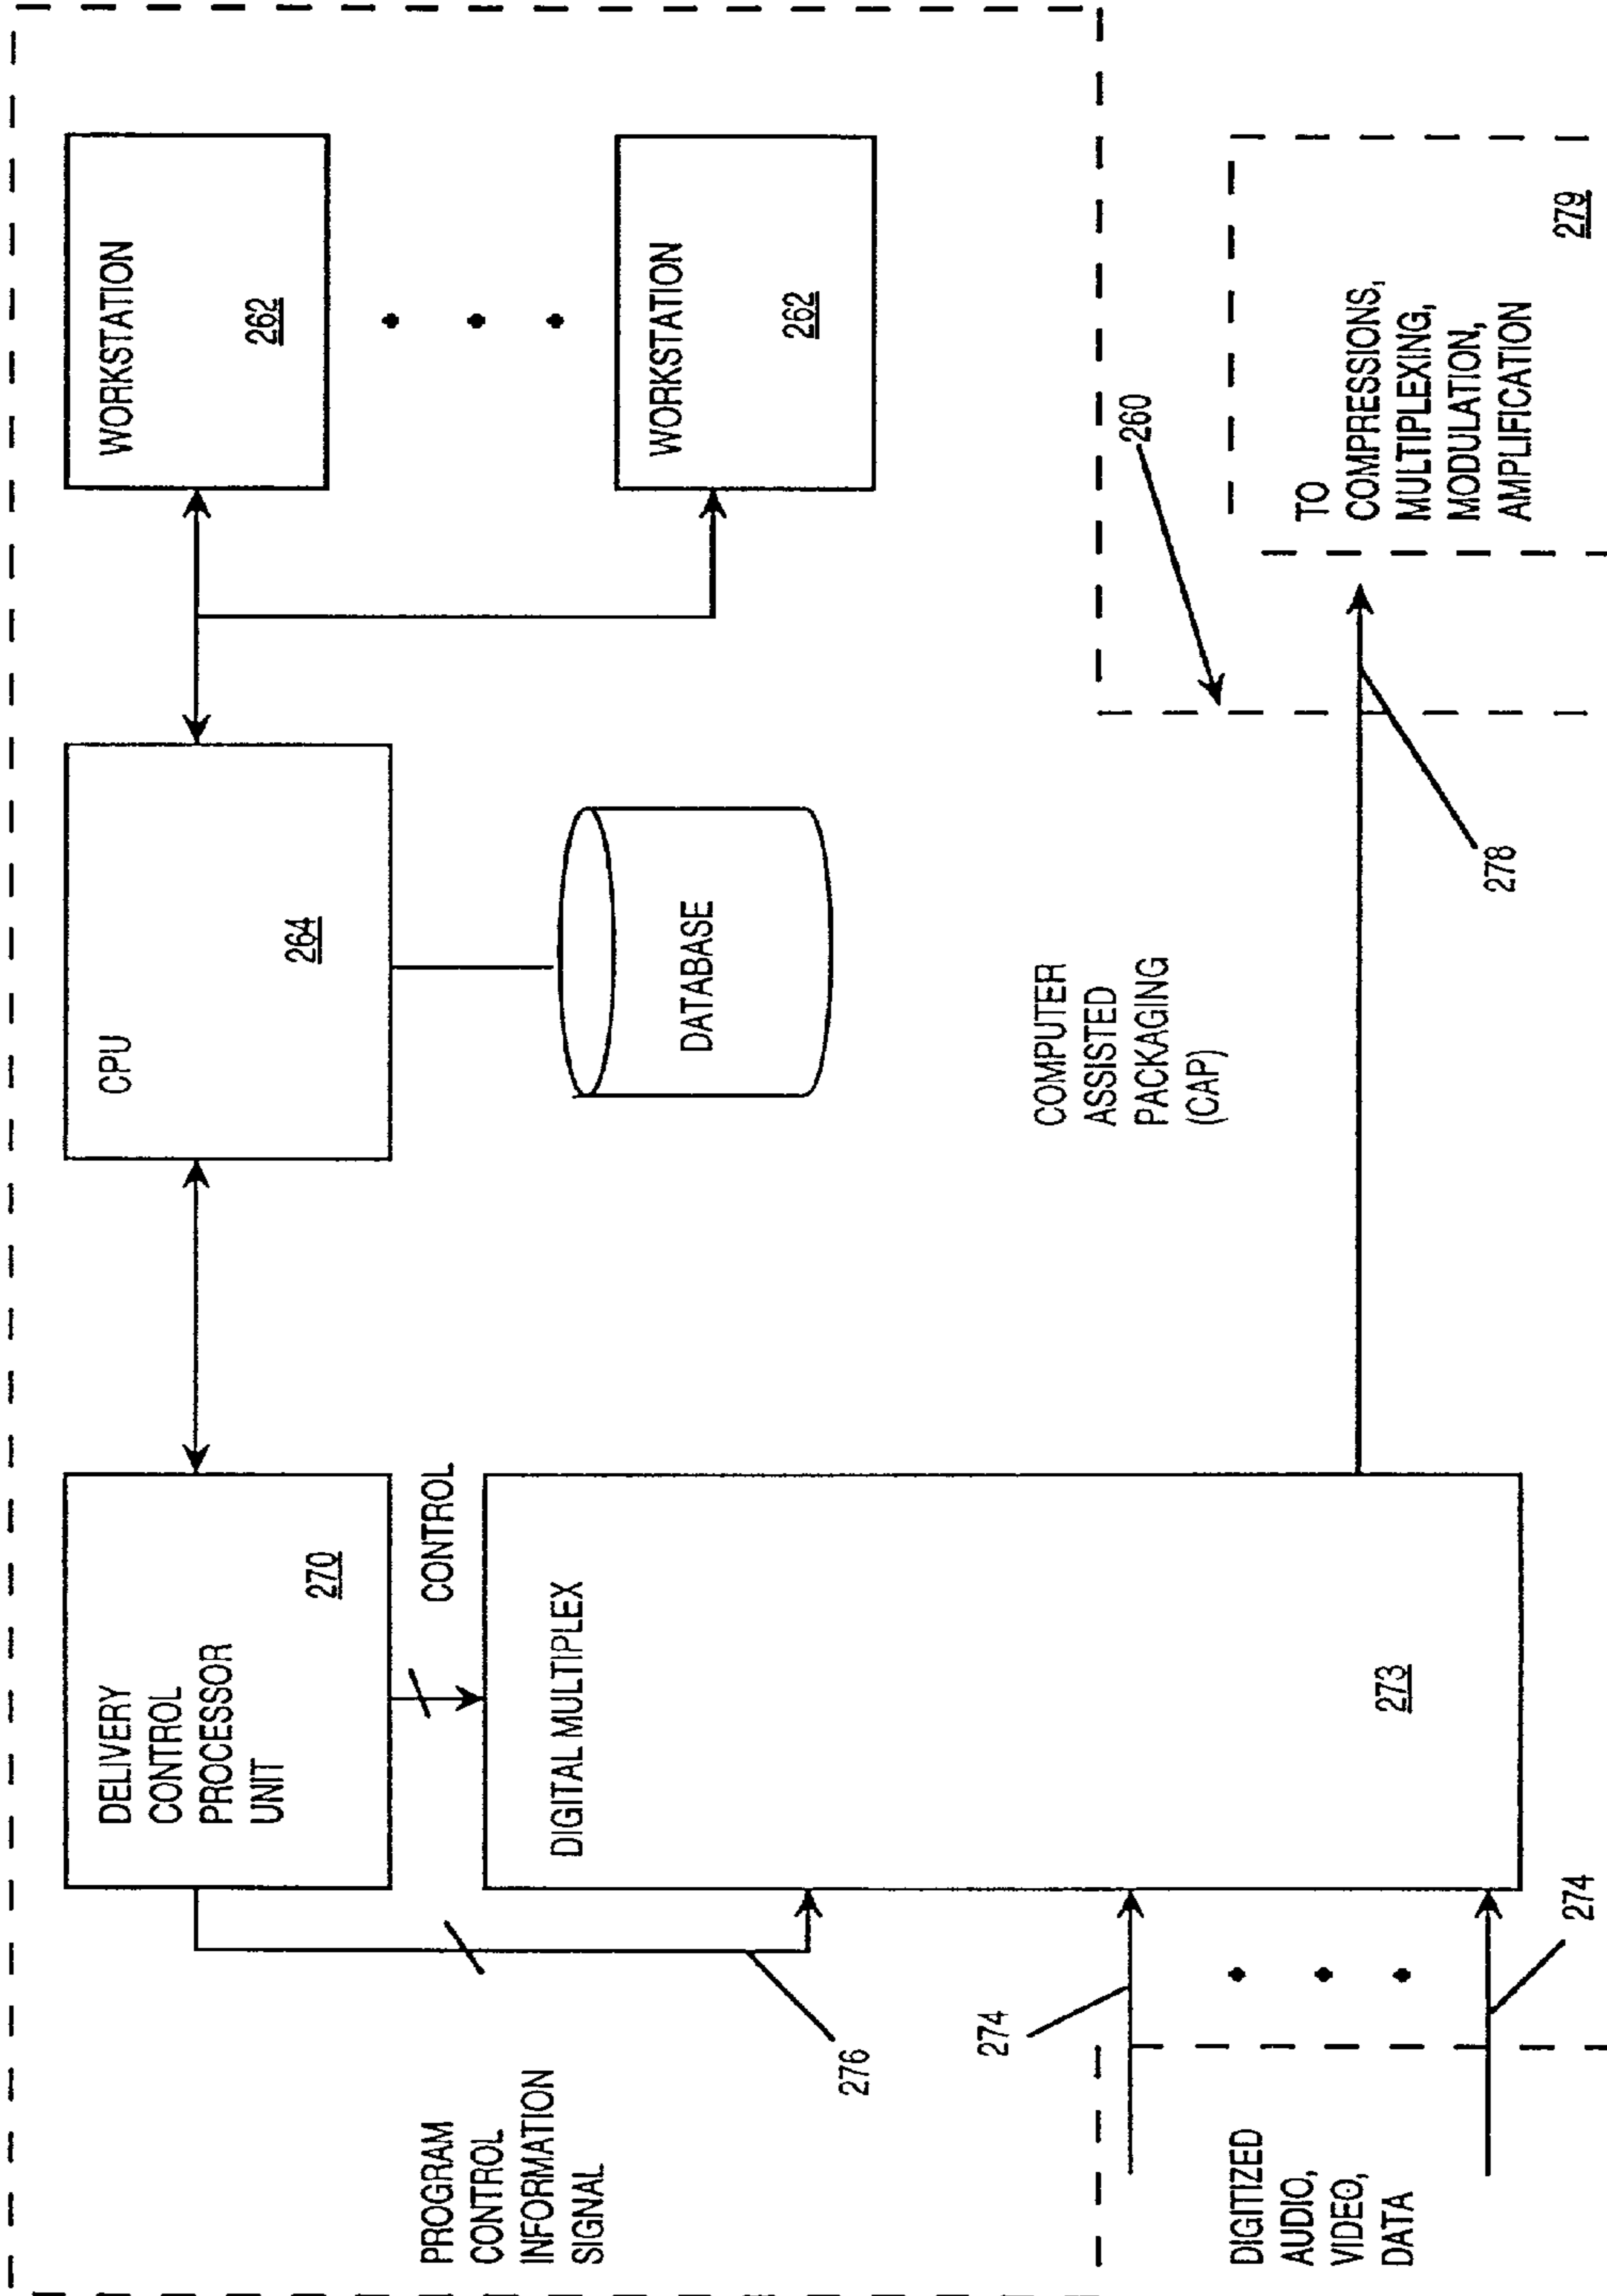 DELIVERY
CONTROL
PROCESSOR
UNIT
270
CPU
264
WORKSTATION
262
WORKSTATION
262
PROGRAM
CONTROL
INFORMATION
SIGNAL
276
CONTROL
DIGITAL MULTIPLEX
273
DATABASE
COMPUTER
ASSISTED
PACKAGING
(CAP)
260
274
DIGITIZED
AUDIO,
VIDEO,
DATA
274
278
TO
COMPRESSIONS,
MULTIPLEXING,
MODULATION,
AMPLIFICATION
279